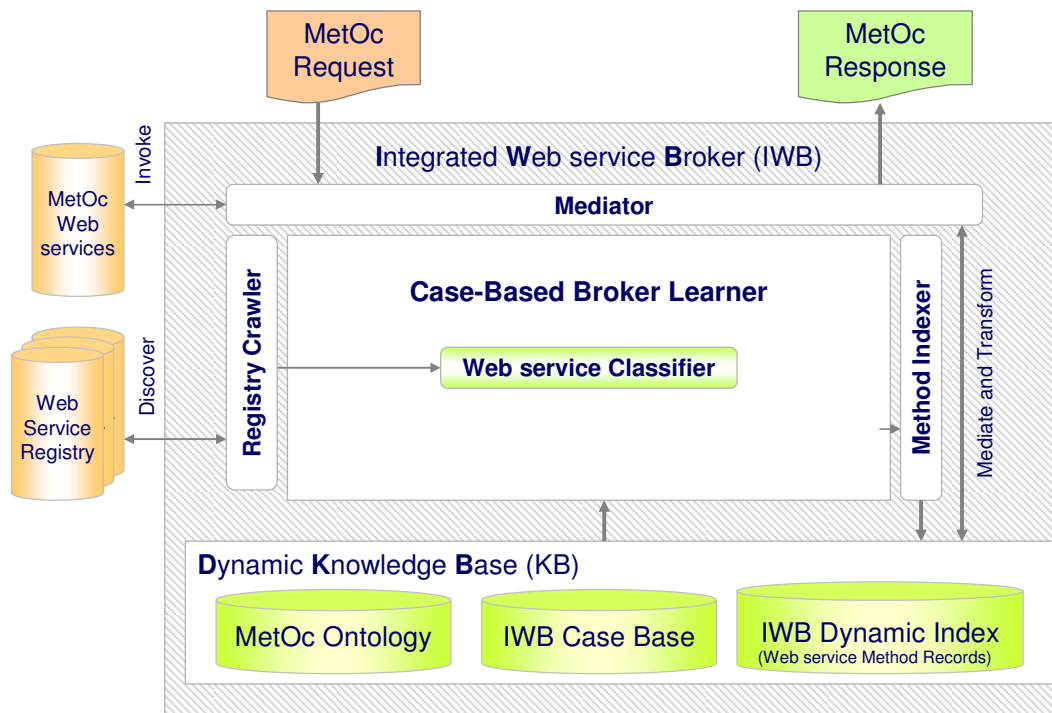 MetOc
Request
MetOc
Response
Integrated Web service Broker (IWB)
Invoke
MetOc
Web
services
Mediator
Registry Crawler
Case-Based Broker Learner
Web service Classifier
Method Indexer
Mediate and Transform
Discover
Web
Service
Registry
Dynamic Knowledge Base (KB)
MetOc Ontology
IWB Case Base
IWB Dynamic Index
(Web service Method Records)